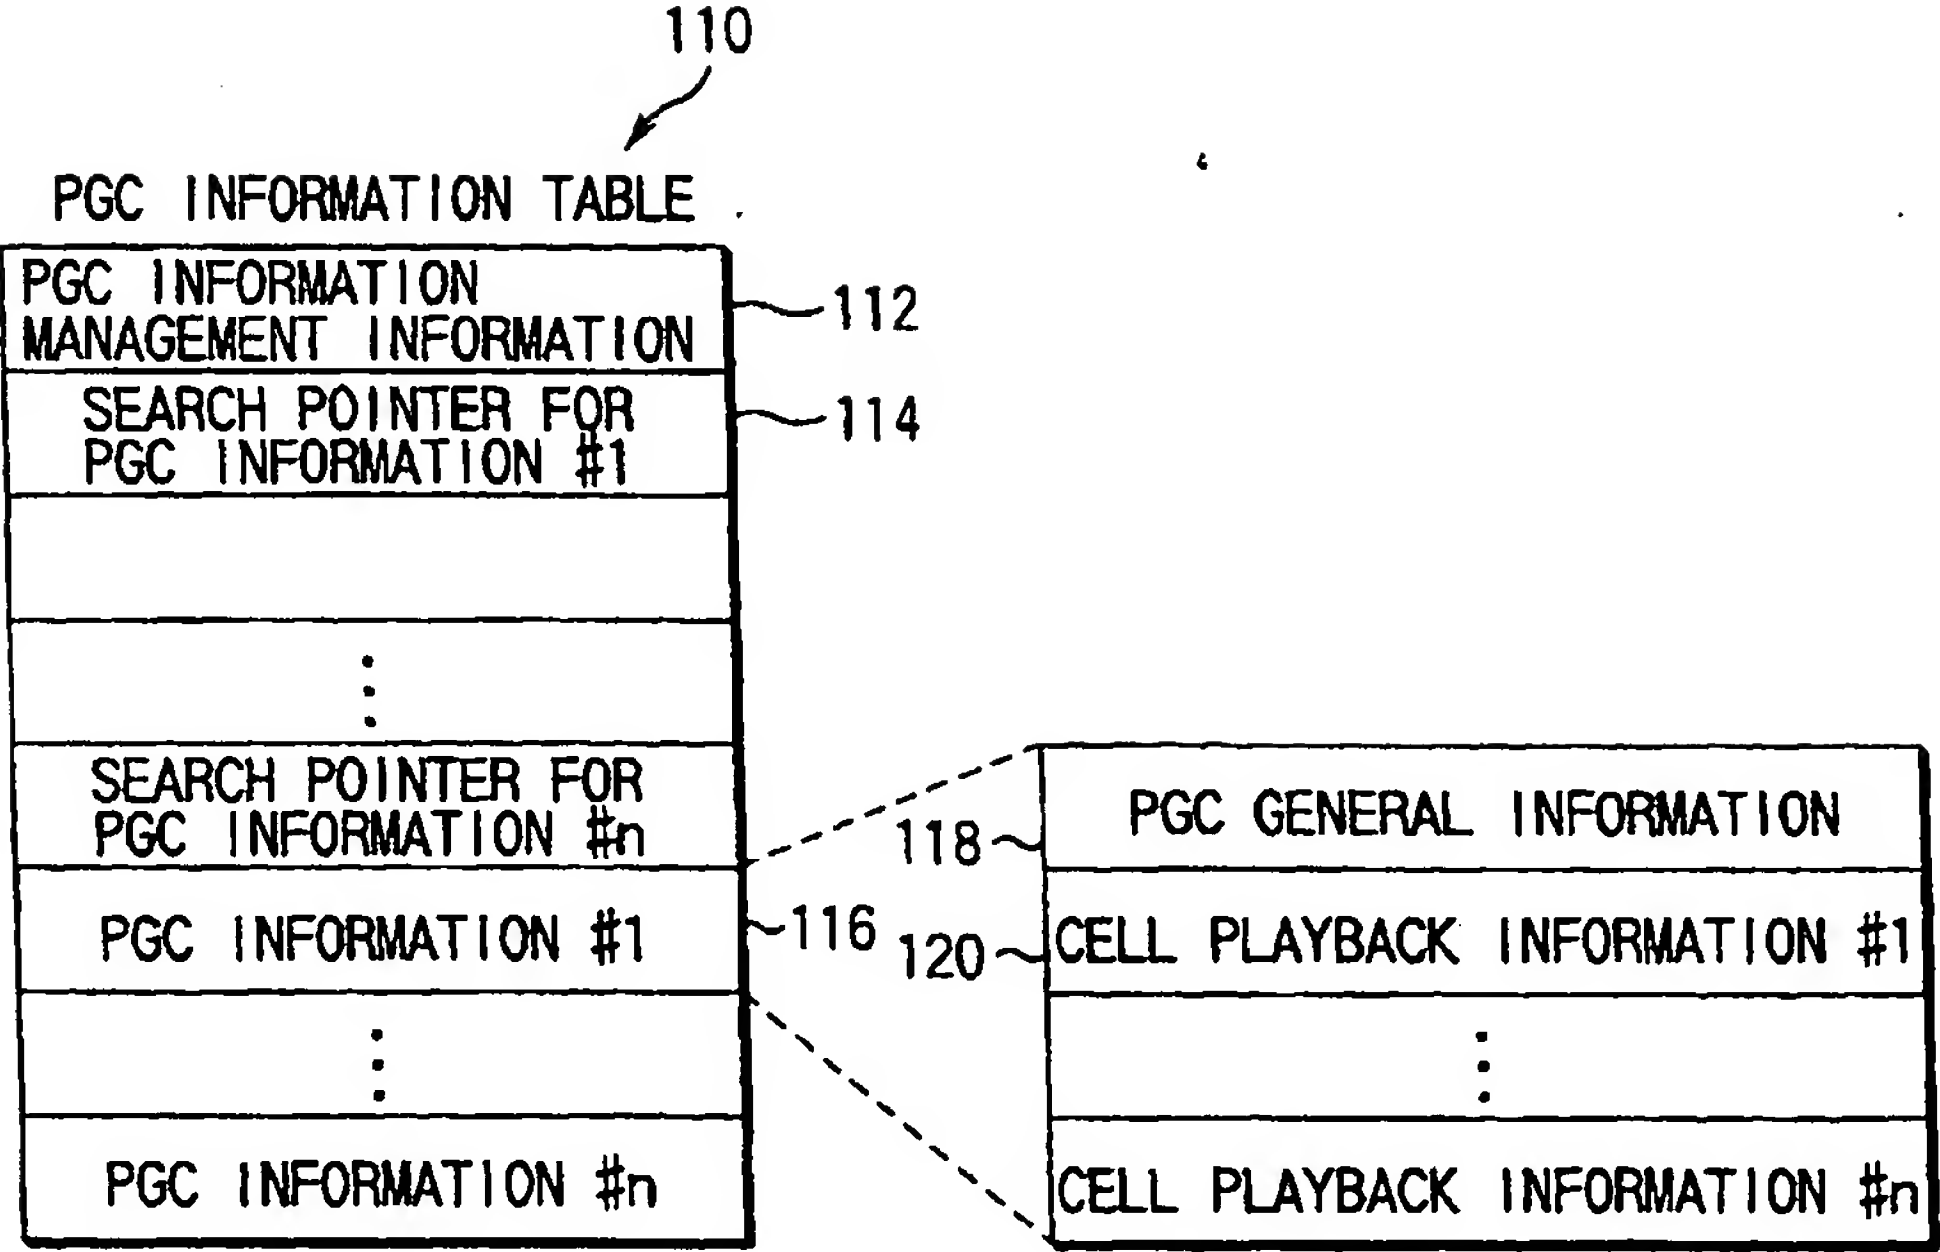 110
PGC INFORMATION TABLE
PGC INFORMATION
MANAGEMENT INFORMATION
112
SEARCH POINTER FOR
PGC INFORMATION #1
114
SEARCH POINTER FOR
PGC INFORMATION #n
PGC INFORMATION #1
116
PGC INFORMATION #n
PGC GENERAL INFORMATION
118
CELL PLAYBACK INFORMATION #1
120
CELL PLAYBACK INFORMATION #n